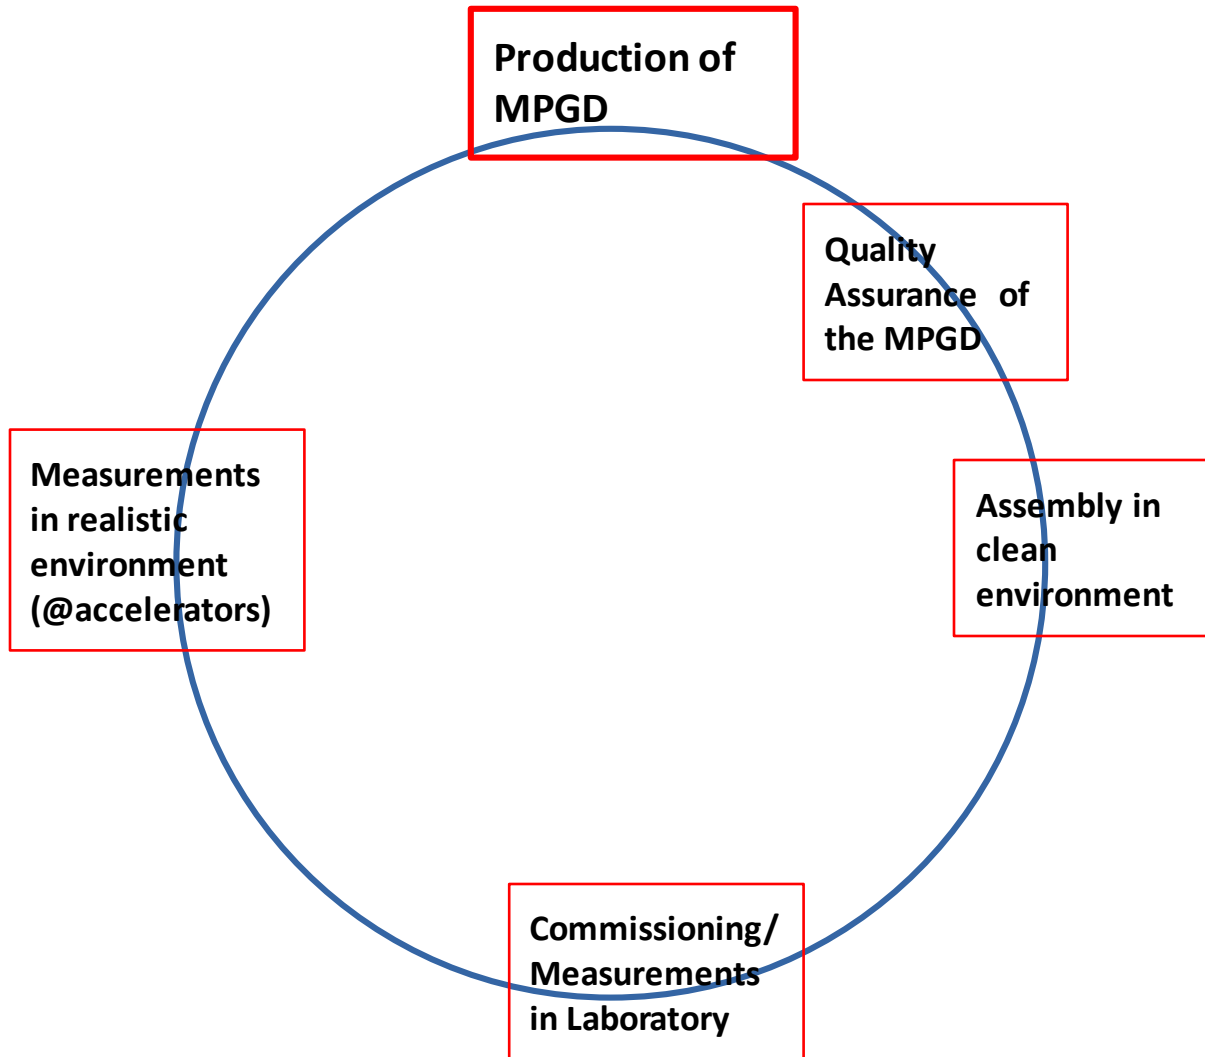 Production of
MPGD
Quality
Assurance of
the MPGD
Assembly in
clean
environment
Commissioning/
Measurements
in Laboratory
Measurements
in realistic
environment
(@accelerators)